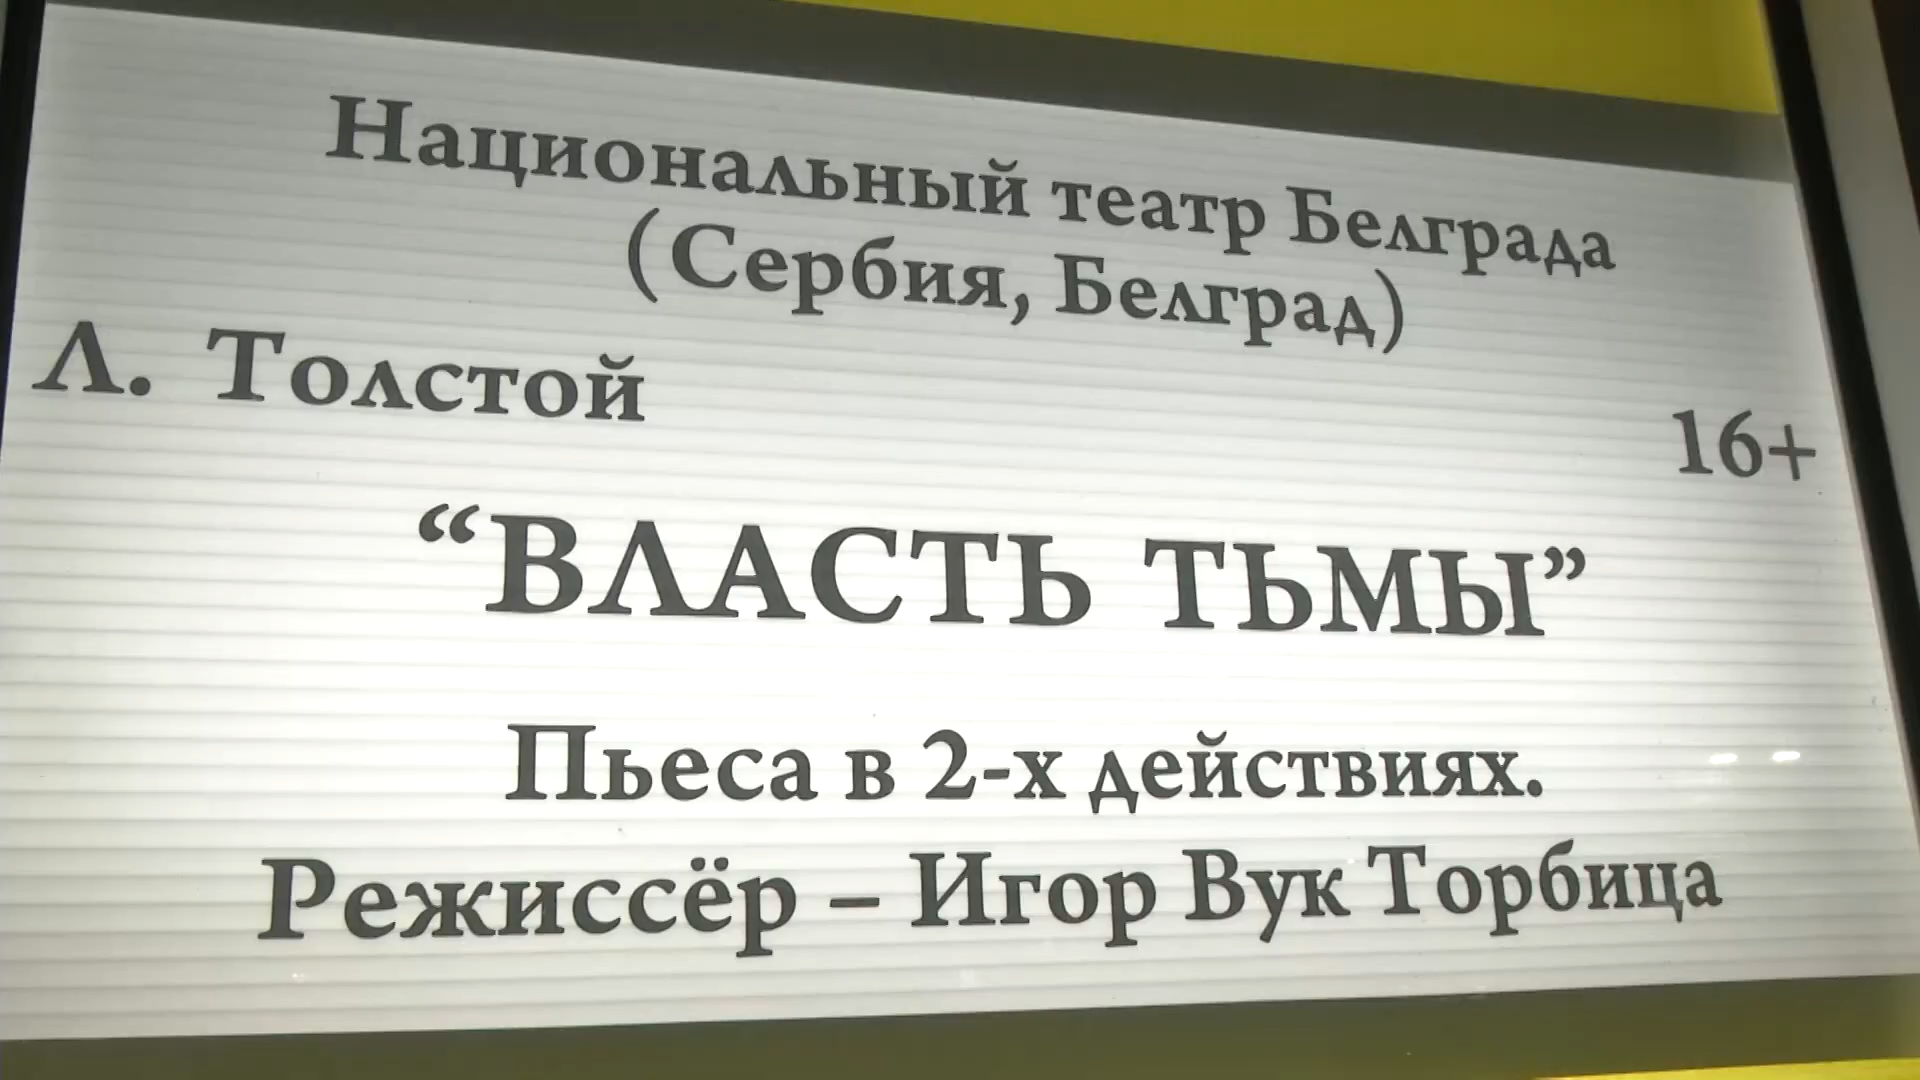 Национальный театр Белграда
(Сербия, Белград)
Л. Толстой
16+
“ВЛАСТЬ ТЬМЫ”
Пьеса в 2-х действиях.
Режиссёр – Игор Вук Торбица